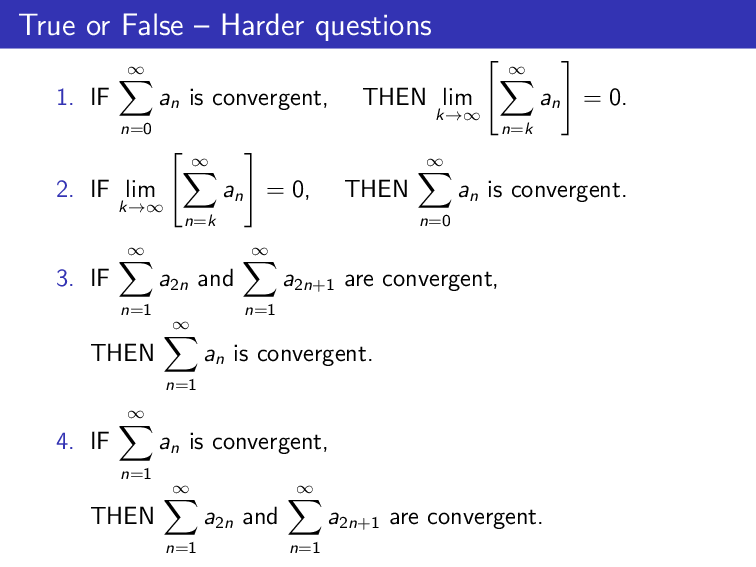 True or False – Harder questions
1. IF $\sum_{n=0}^{\infty} a_n$ is convergent, THEN $\lim_{k \to \infty} \left[ \sum_{n=k}^{\infty} a_n \right] = 0.$
2. IF $\lim_{k \to \infty} \left[ \sum_{n=k}^{\infty} a_n \right] = 0,$ THEN $\sum_{n=0}^{\infty} a_n$ is convergent.
3. IF $\sum_{n=1}^{\infty} a_{2n}$ and $\sum_{n=1}^{\infty} a_{2n+1}$ are convergent,
THEN $\sum_{n=1}^{\infty} a_n$ is convergent.
4. IF $\sum_{n=1}^{\infty} a_n$ is convergent,
THEN $\sum_{n=1}^{\infty} a_{2n}$ and $\sum_{n=1}^{\infty} a_{2n+1}$ are convergent.